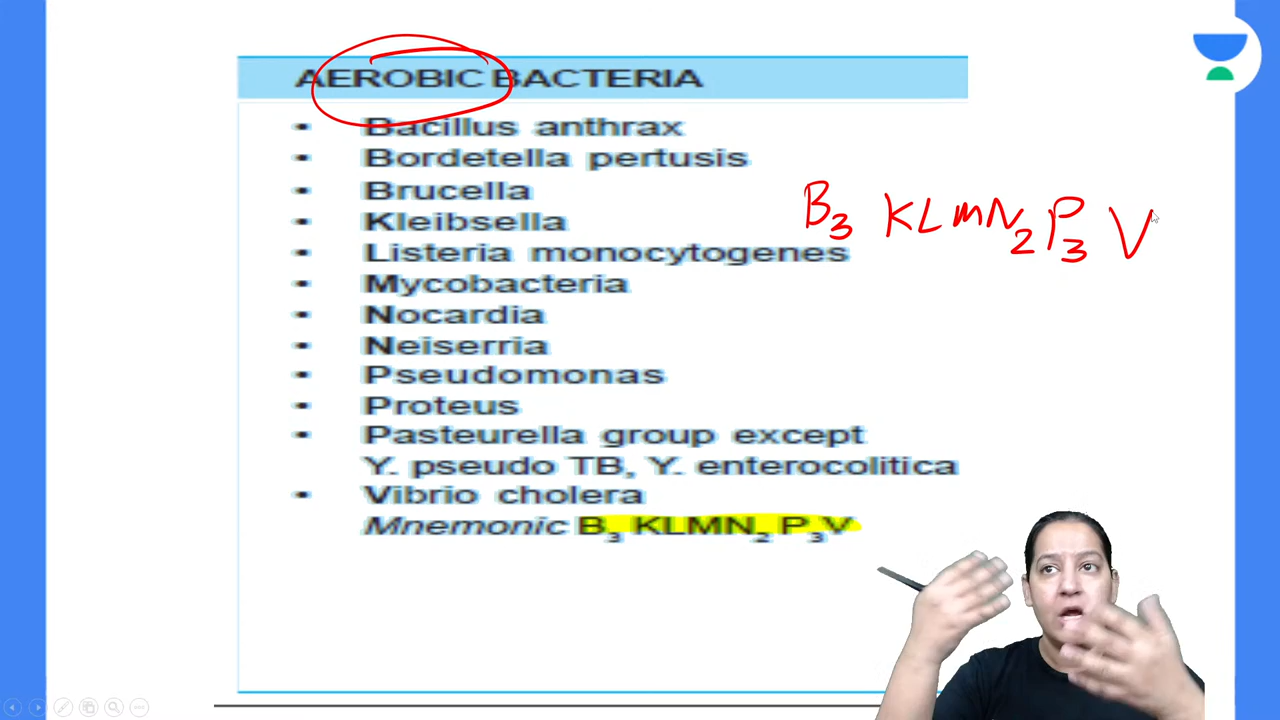 AEROBIC BACTERIA
• Bacillus anthrax
• Bordetella pertusis
• Brucella
• Kleibsella
• Listeria monocytogenes
• Mycobacteria
• Nocardia
• Neiserria
• Pseudomonas
• Proteus
• Pasteurella group except
Y. pseudo TB, Y. enterocolitica
• Vibrio cholera
Mnemonic B₃ KLMN₂ P₃V
B₃ KLMN₂ P₃ V